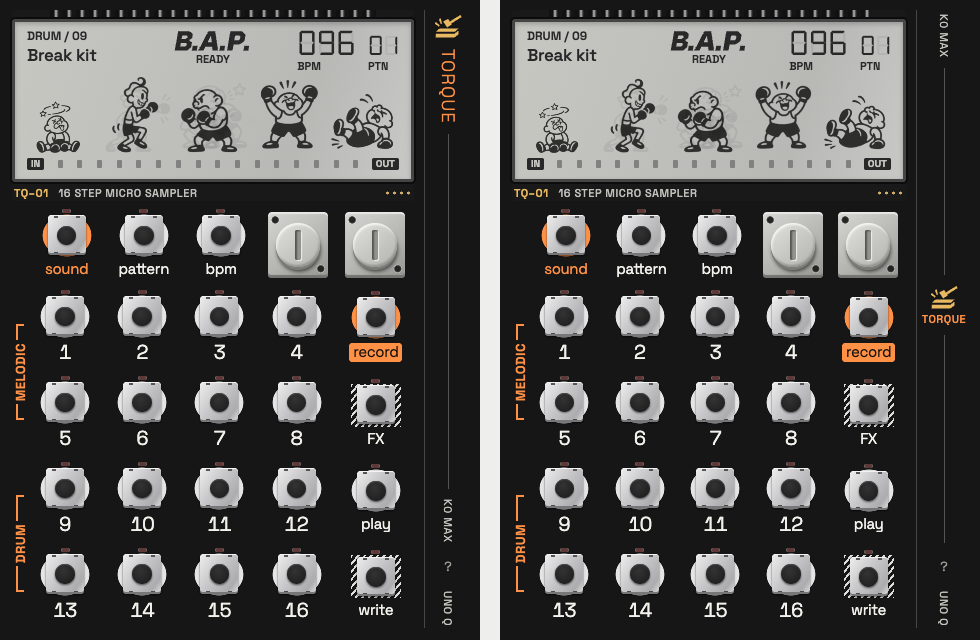 DRUM / 09
Break kit
B.A.P.
READY
096
BPM
01
PTN
IN
OUT
TQ-01 16 STEP MICRO SAMPLER
sound
pattern
bpm
MELODIC
1
2
3
4
record
5
6
7
8
FX
DRUM
9
10
11
12
play
13
14
15
16
write
TORQUE
KO MAX
?
UNO Q
DRUM / 09
Break kit
B.A.P.
READY
096
BPM
01
PTN
IN
OUT
TQ-01 16 STEP MICRO SAMPLER
sound
pattern
bpm
MELODIC
1
2
3
4
record
5
6
7
8
FX
DRUM
9
10
11
12
play
13
14
15
16
write
KO MAX
TORQUE
?
UNO Q